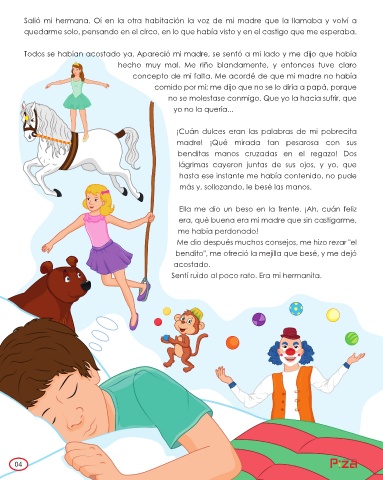 Salió mi hermana. Oí en la otra habitación la voz de mi madre que la llamaba y volví a
quedarme solo, pensando en el circo, en lo que había visto y en el castigo que me esperaba.
Todos se habían acostado ya. Apareció mi madre, se sentó a mi lado y me dijo que había
hecho muy mal. Me riño blandamente, y entonces tuve claro
concepto de mi falta. Me acordé de que mi madre no había
comido por mí; me dijo que no se lo diría a papá, porque
no se molestase conmigo. Que yo la hacía sufrir, que
yo no la quería...
¡Cuán dulces eran las palabras de mi pobrecita
madre! ¡Qué mirada tan pesarosa con sus
benditas manos cruzadas en el regazo! Dos
lágrimas cayeron juntas de sus ojos, y yo, que
hasta ese instante me había contenido, no pude
más y, sollozando, le besé las manos.
Ella me dio un beso en la frente. ¡Ah, cuán feliz
era, qué buena era mi madre que sin castigarme,
me había perdonado!
Me dio después muchos consejos, me hizo rezar "el
bendito", me ofreció la mejilla que besé, y me dejó
acostado.
Sentí ruido al poco rato. Era mi hermanita.
04